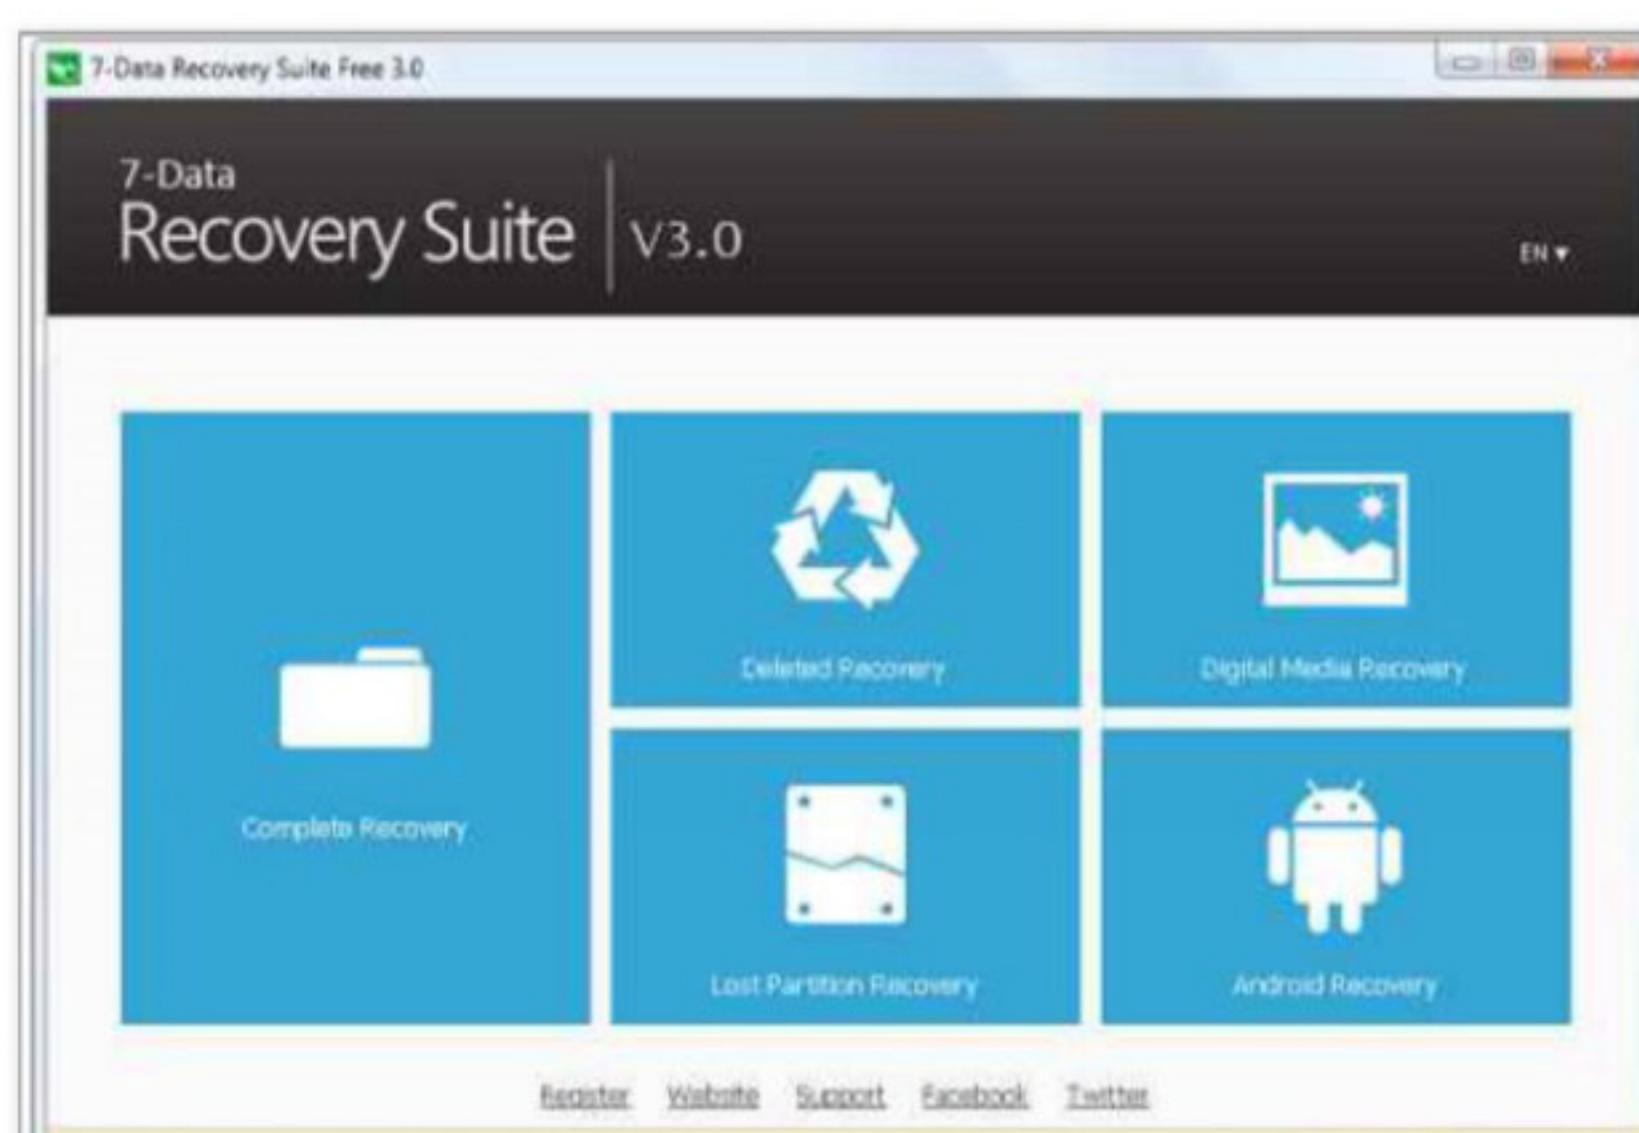 7-Data Recovery Suite Free 3.0
7-Data
Recovery Suite
V3.0
EN
Complete Recovery
Deleted Recovery
Digital Media Recovery
Lost Partition Recovery
Android Recovery
Register Website Support Facebook Twitter